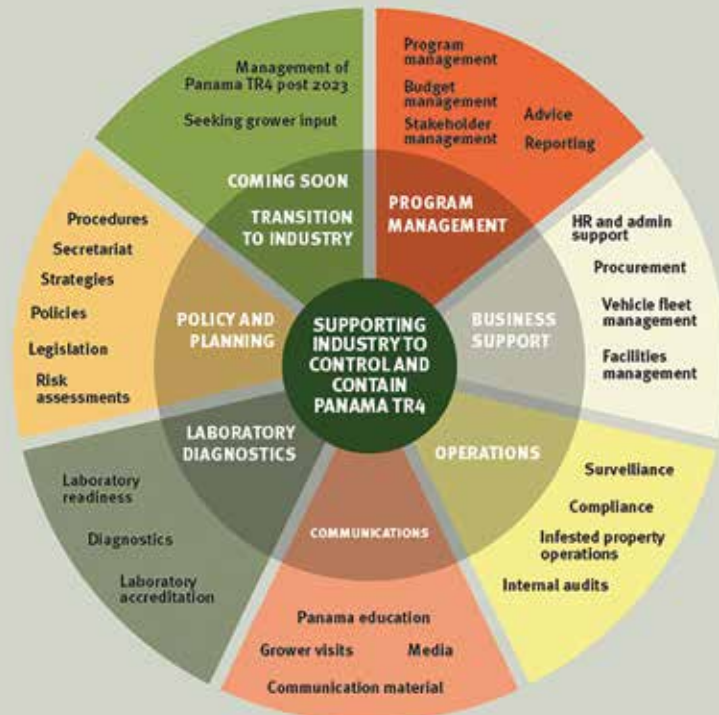 Management of
Panama TR4 post 2023
Seeking grower input
COMING SOON
TRANSITION
TO INDUSTRY
Program
management
Budget
management
Stakeholder
management
Advice
Reporting
PROGRAM
MANAGEMENT
HR and admin
support
Procurement
Vehicle fleet
management
Facilities
management
BUSINESS
SUPPORT
Surveillance
Compliance
Infested property
operations
Internal audits
OPERATIONS
COMMUNICATIONS
Panama education
Grower visits
Media
Communication material
LABORATORY
DIAGNOSTICS
Laboratory
readiness
Diagnostics
Laboratory
accreditation
POLICY AND
PLANNING
Procedures
Secretariat
Strategies
Policies
Legislation
Risk
assessments
SUPPORTING
INDUSTRY TO
CONTROL AND
CONTAIN
PANAMA TR4